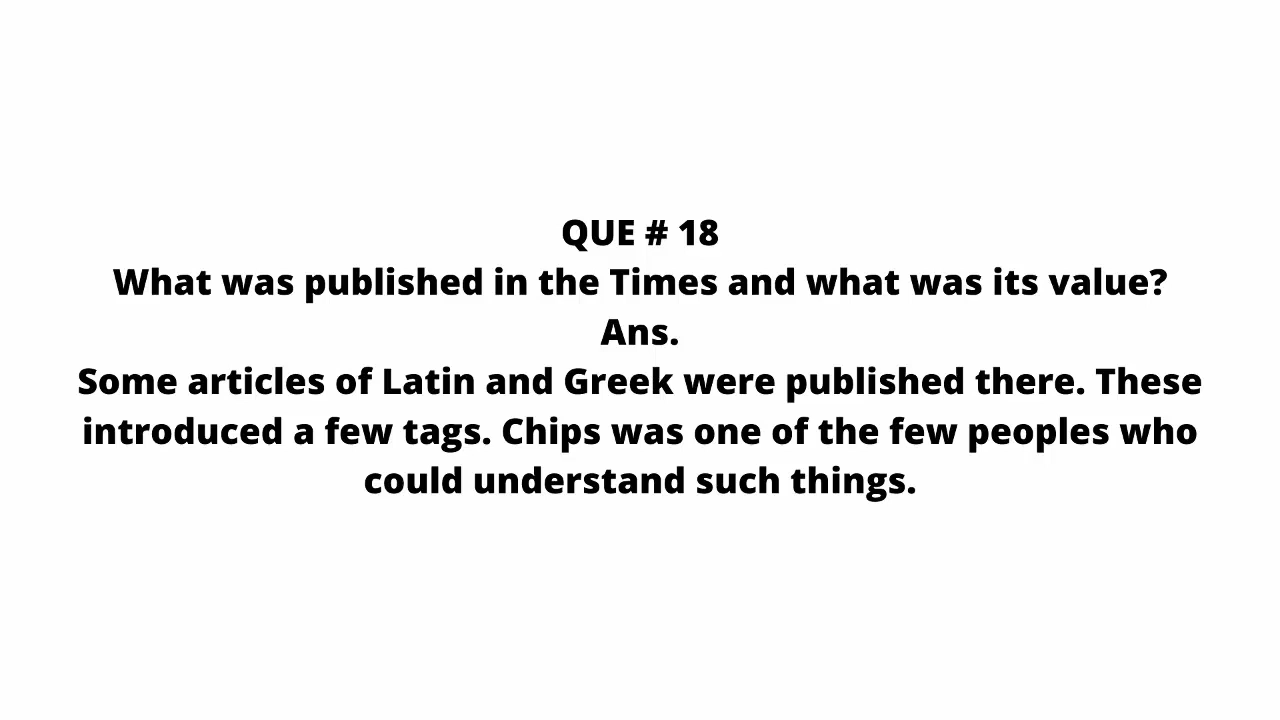 QUE # 18
What was published in the Times and what was its value?
Ans.
Some articles of Latin and Greek were published there. These
introduced a few tags. Chips was one of the few peoples who
could understand such things.